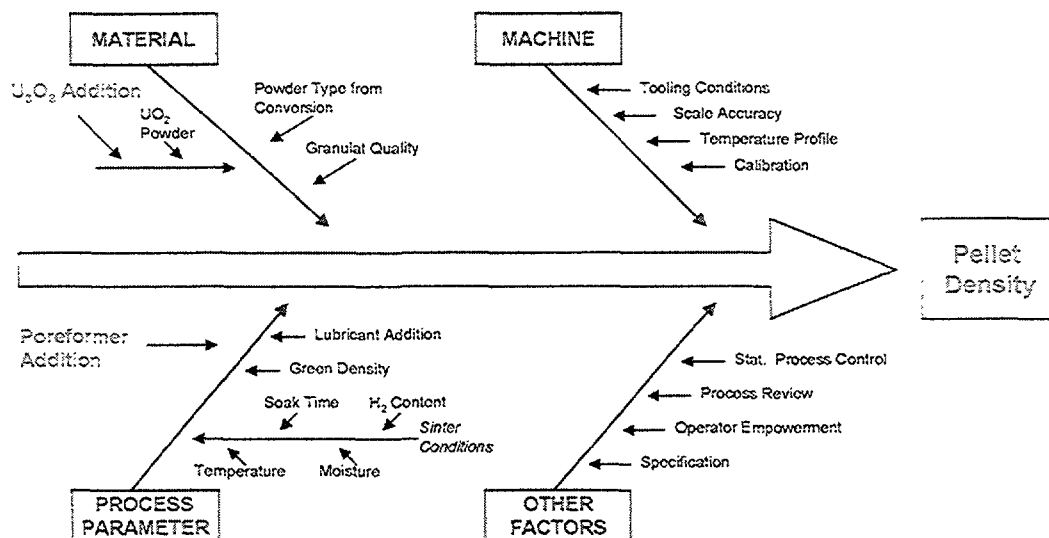 MATERIAL
MACHINE
U₃O₈ Addition
UO₂
Powder
Powder Type from
Conversion
Granulat Quality
Tooling Conditions
Scale Accuracy
Temperature Profile
Calibration
Pellet
Density
Poreformer
Addition
Lubricant Addition
Green Density
Soak Time
H₂ Content
Sinter
Conditions
Temperature
Moisture
Stat. Process Control
Process Review
Operator Empowerment
Specification
PROCESS
PARAMETER
OTHER
FACTORS